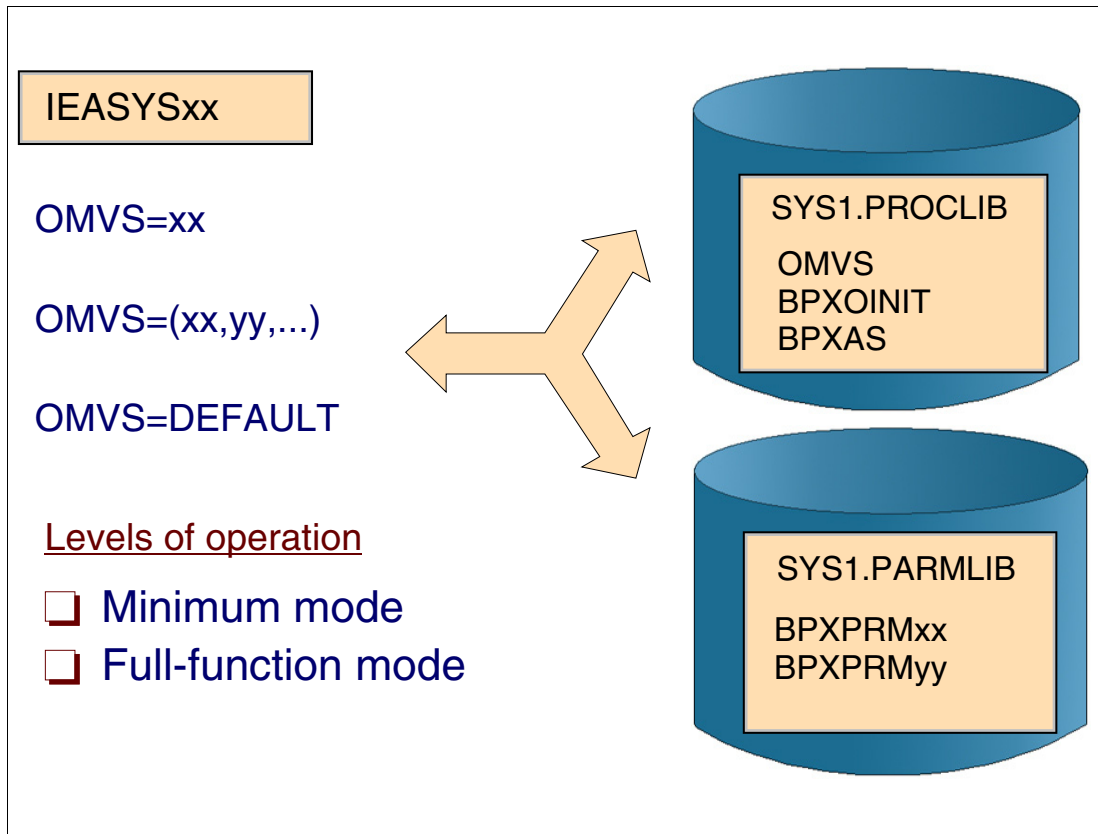 IEASYSxx
OMVS=xx
OMVS=(xx,yy,...)
OMVS=DEFAULT
Levels of operation
Minimum mode
Full-function mode
SYS1.PROCLIB
OMVS
BPXOINIT
BPXAS
SYS1.PARMLIB
BPXPRMxx
BPXPRMyy